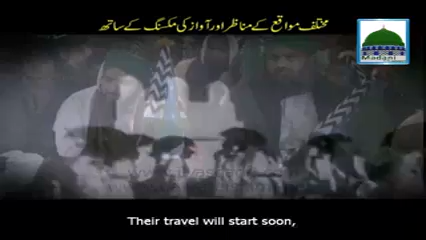 مختلف مواقع کے مناظر اور آواز کی مکسنگ کے ساتھ
Madani
Their travel will start soon,